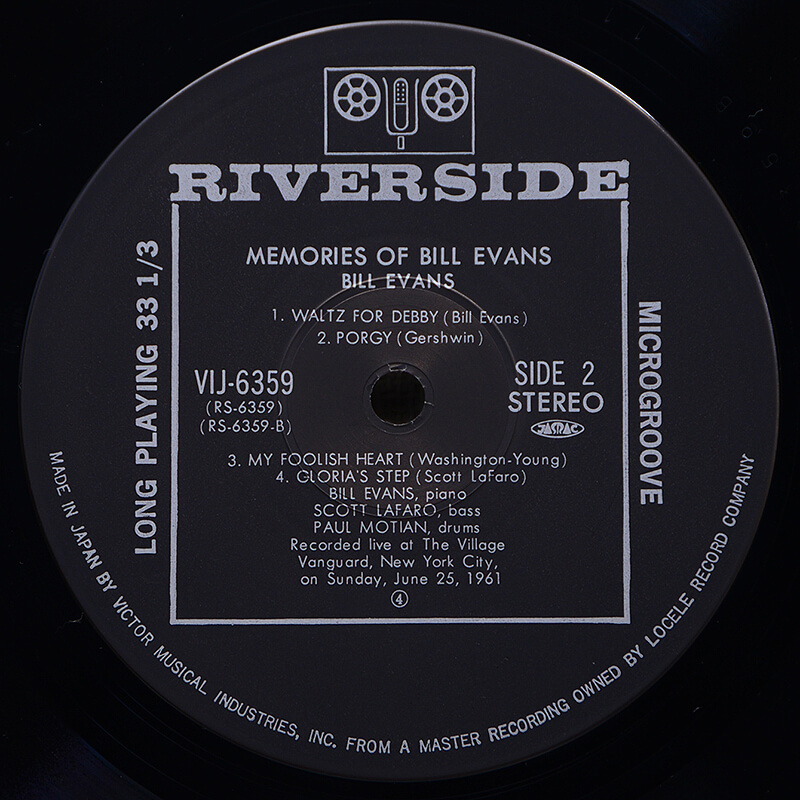 RIVERSIDE
MEMORIES OF BILL EVANS
BILL EVANS
1. WALTZ FOR DEBBY (Bill Evans)
2. PORGY (Gershwin)
VIJ-6359
(RS-6359)
(RS-6359-B)
SIDE 2
STEREO
JASRAC
3. MY FOOLISH HEART (Washington-Young)
4. GLORIA'S STEP (Scott LaFaro)
BILL EVANS, piano
SCOTT LAFARO, bass
PAUL MOTIAN, drums
Recorded live at The Village
Vanguard, New York City,
on Sunday, June 25, 1961
④
LONG PLAYING 33 1/3
MICROGROOVE
MADE IN JAPAN BY VICTOR MUSICAL INDUSTRIES, INC. FROM A MASTER RECORDING OWNED BY LOCELE RECORD COMPANY